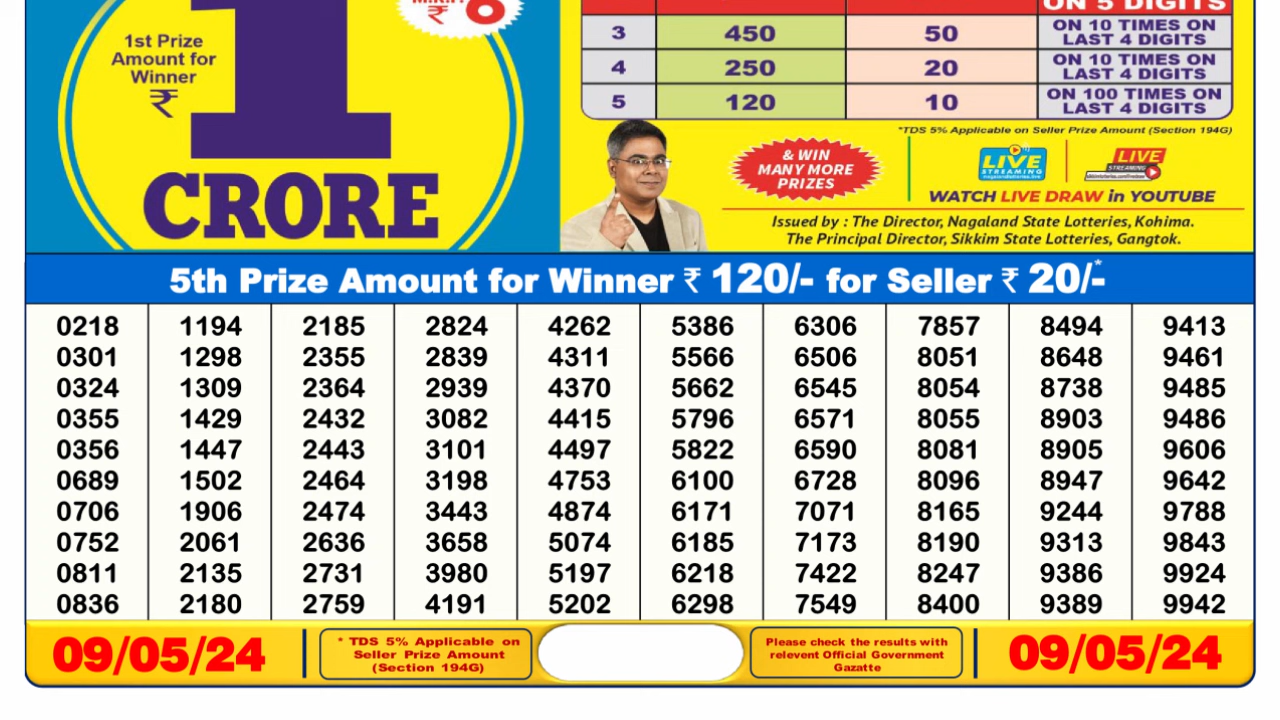 ₹ 6
ON 5 DIGITS
1st Prize
Amount for
Winner
₹
1
CRORE
3 450 50 ON 10 TIMES ON
LAST 4 DIGITS
4 250 20 ON 10 TIMES ON
LAST 4 DIGITS
5 120 10 ON 100 TIMES ON
LAST 4 DIGITS
*TDS 5% Applicable on Seller Prize Amount (Section 194G)
& WIN
MANY MORE
PRIZES
LIVE
STREAMING
LIVE
STREAMING
WATCH LIVE DRAW in YOUTUBE
Issued by : The Director, Nagaland State Lotteries, Kohima.
The Principal Director, Sikkim State Lotteries, Gangtok.
5th Prize Amount for Winner ₹ 120/- for Seller ₹ 20/-*
0218 1194 2185 2824 4262 5386 6306 7857 8494 9413
0301 1298 2355 2839 4311 5566 6506 8051 8648 9461
0324 1309 2364 2939 4370 5662 6545 8054 8738 9485
0355 1429 2432 3082 4415 5796 6571 8055 8903 9486
0356 1447 2443 3101 4497 5822 6590 8081 8905 9606
0689 1502 2464 3198 4753 6100 6728 8096 8947 9642
0706 1906 2474 3443 4874 6171 7071 8165 9244 9788
0752 2061 2636 3658 5074 6185 7173 8190 9313 9843
0811 2135 2731 3980 5197 6218 7422 8247 9386 9924
0836 2180 2759 4191 5202 6298 7549 8400 9389 9942
09/05/24
* TDS 5% Applicable on
Seller Prize Amount
(Section 194G)
Please check the results with
relevent Official Government
Gazatte
09/05/24